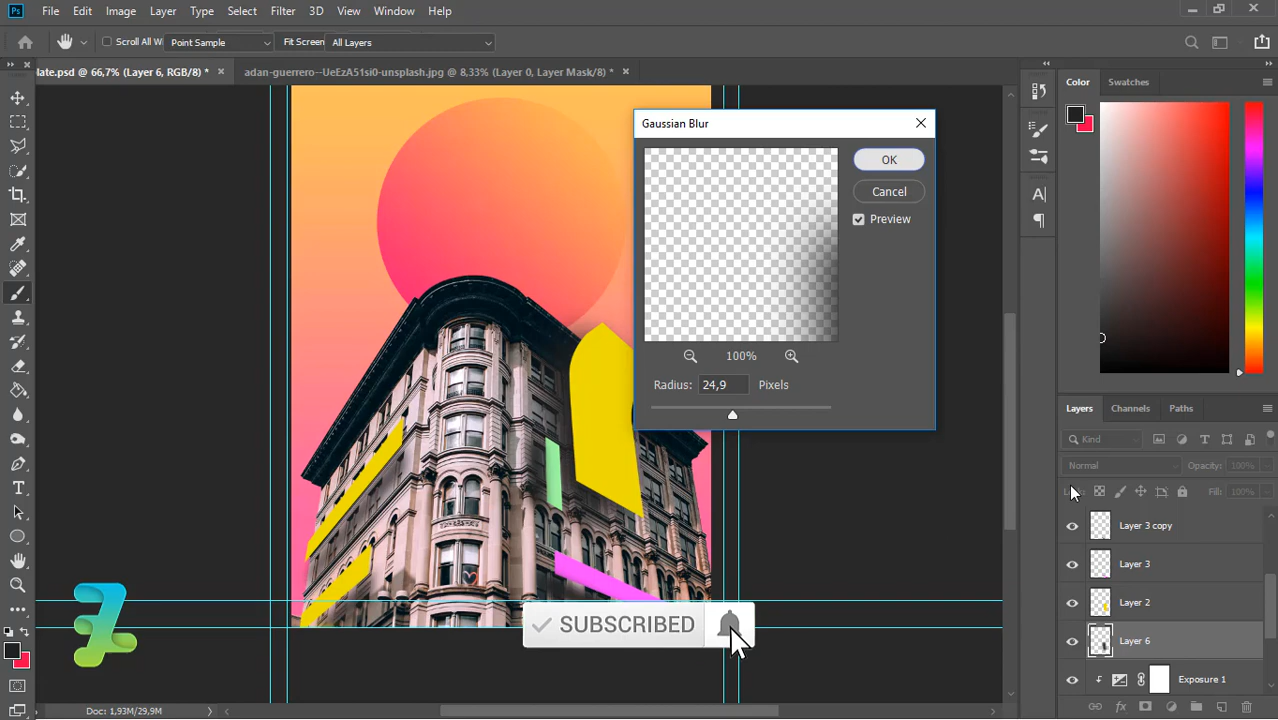 Ps File Edit Image Layer Type Select Filter 3D View Window Help
Scroll All W Point Sample Fit Screen All Layers
late.psd @ 66,7% (Layer 6, RGB/8) * adan-guerrero--UeEzA51si0-unsplash.jpg @ 8,33% (Layer 0, Layer Mask/8) *
Color Swatches
Gaussian Blur
OK
Cancel
Preview
100%
Radius: 24,9 Pixels
Layers Channels Paths
Kind
Normal Opacity: 100%
Fill: 100%
Layer 3 copy
Layer 3
Layer 2
Layer 6
Exposure 1
SUBSCRIBED
Doc: 1,93M/29,9M